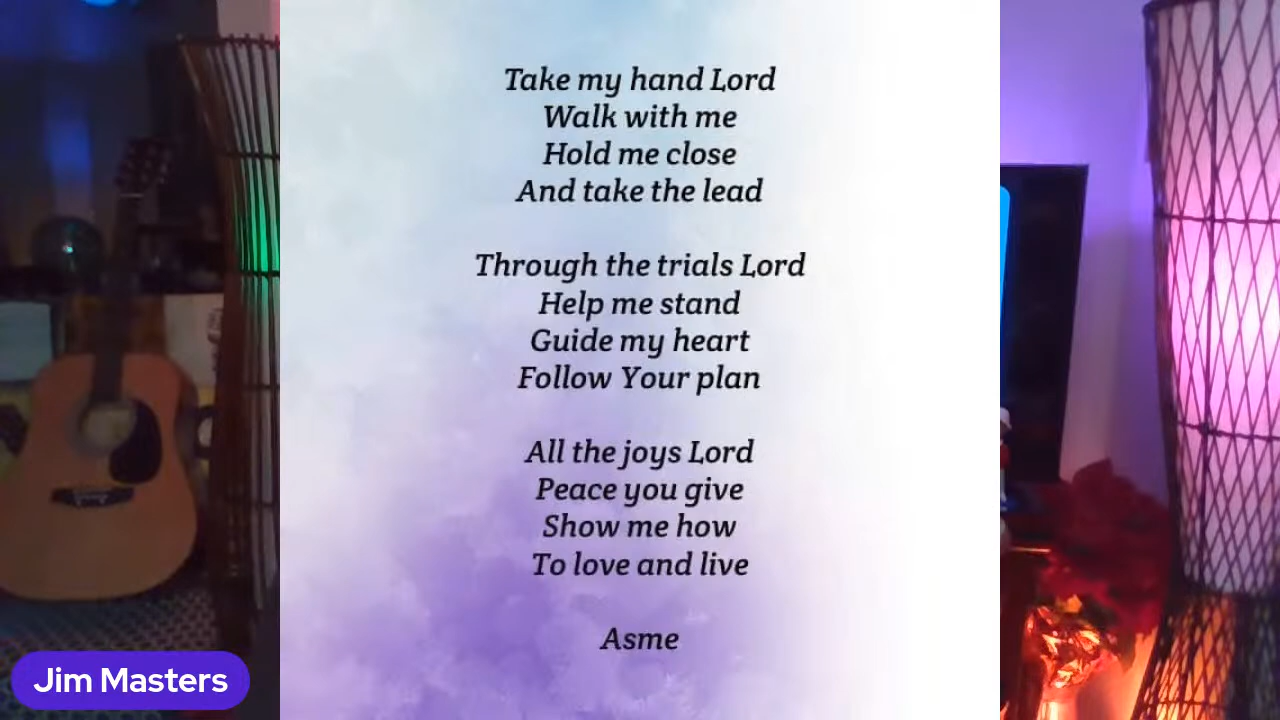 Take my hand Lord
Walk with me
Hold me close
And take the lead
Through the trials Lord
Help me stand
Guide my heart
Follow Your plan
All the joys Lord
Peace you give
Show me how
To love and live
Asme
Jim Masters